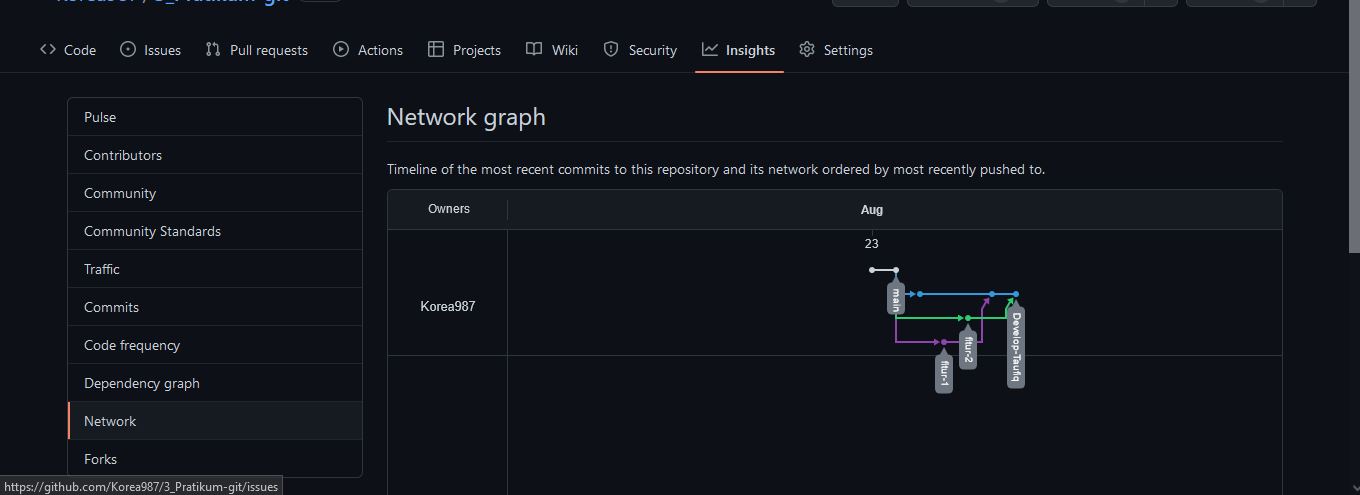 Korea987 / 3_Pratikum-git
Code Issues Pull requests Actions Projects Wiki Security Insights Settings
Pulse
Contributors
Community
Community Standards
Traffic
Commits
Code frequency
Dependency graph
Network
Forks
Network graph
Timeline of the most recent commits to this repository and its network ordered by most recently pushed to.
Owners
Aug
23
Korea987
main
fitur-1
fitur-2
Develop-Taufiq
https://github.com/Korea987/3_Pratikum-git/issues